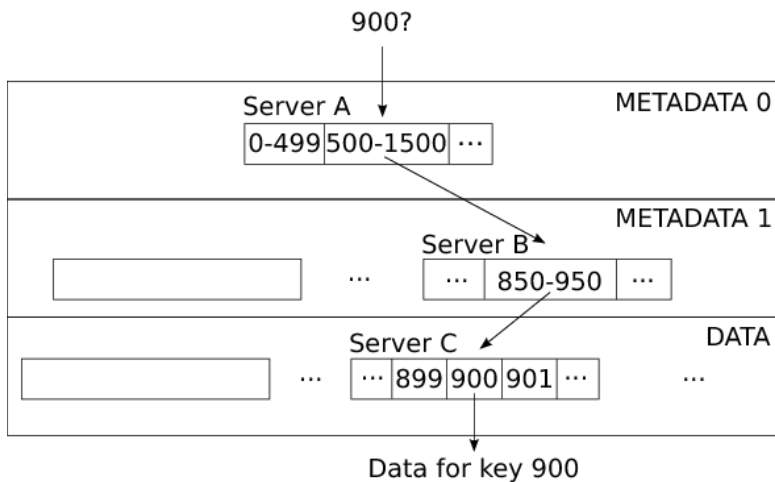 900?
METADATA 0
Server A
0-499 500-1500 ...
METADATA 1
Server B
... ... 850-950 ...
DATA
Server C
... ... 899 900 901 ... ...
Data for key 900